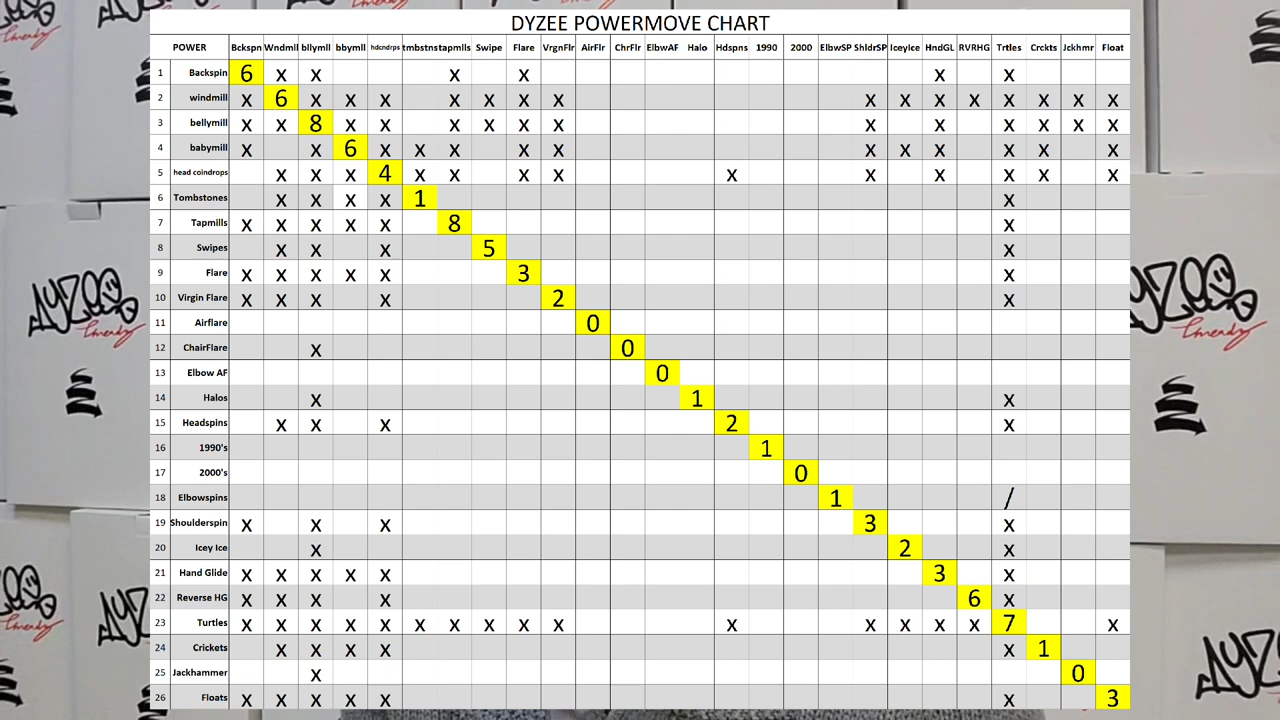 DYZEE POWERMOVE CHART
POWER Bckspn Wndmll bllymll bbymll hdcndrps tmbstns tapmlls Swipe Flare VrgnFlr AirFlr ChrFlr ElbwAF Halo Hdspns 1990 2000 ElbwSP ShldrSP IceyIce HndGL RVRHG Trtles Crckts Jckhmr Float
1 Backspin 6 x x x x x x
2 windmill x 6 x x x x x x x x x x x x x x x
3 bellymill x x 8 x x x x x x x x x x x x
4 babymill x x 6 x x x x x x x x x x x
5 head coindrops x x x 4 x x x x x x x x x x
6 Tombstones x x x x 1 x
7 Tapmills x x x x x 8 x
8 Swipes x x x 5 x
9 Flare x x x x x 3 x
10 Virgin Flare x x x x 2 x
11 Airflare 0
12 ChairFlare x 0
13 Elbow AF 0
14 Halos x 1 x
15 Headspins x x x 2 x
16 1990's 1
17 2000's 0
18 Elbowspins 1 /
19 Shoulderspin x x x 3 x
20 Icey Ice x 2 x
21 Hand Glide x x x x x 3 x
22 Reverse HG x x x x 6 x
23 Turtles x x x x x x x x x x x x x x x 7 x
24 Crickets x x x x x 1
25 Jackhammer x 0
26 Floats x x x x x x 3